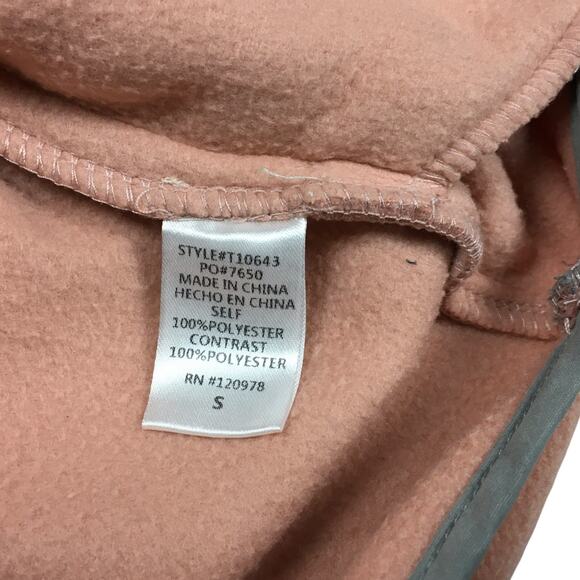 STYLE#T10643
PO#7650
MADE IN CHINA
HECHO EN CHINA
SELF
100%POLYESTER
CONTRAST
100%POLYESTER
RN #120978
S